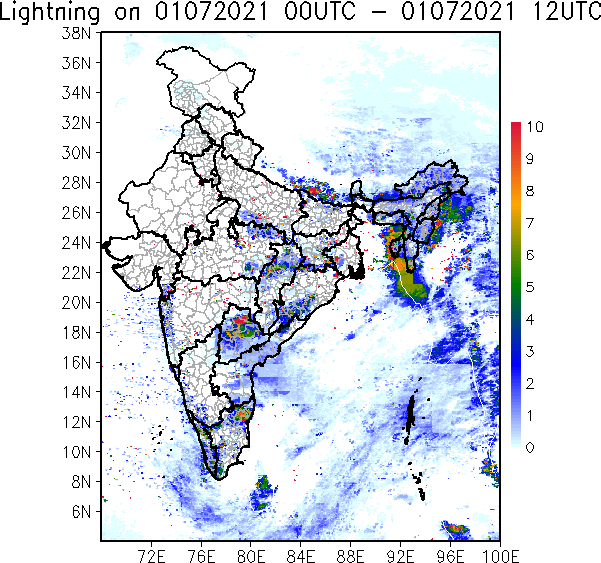 Lightning on 01072021 00UTC – 01072021 12UTC
38N
36N
34N
32N
30N
28N
26N
24N
22N
20N
18N
16N
14N
12N
10N
8N
6N
72E 76E 80E 84E 88E 92E 96E 100E
10
9
8
7
6
5
4
3
2
1
0